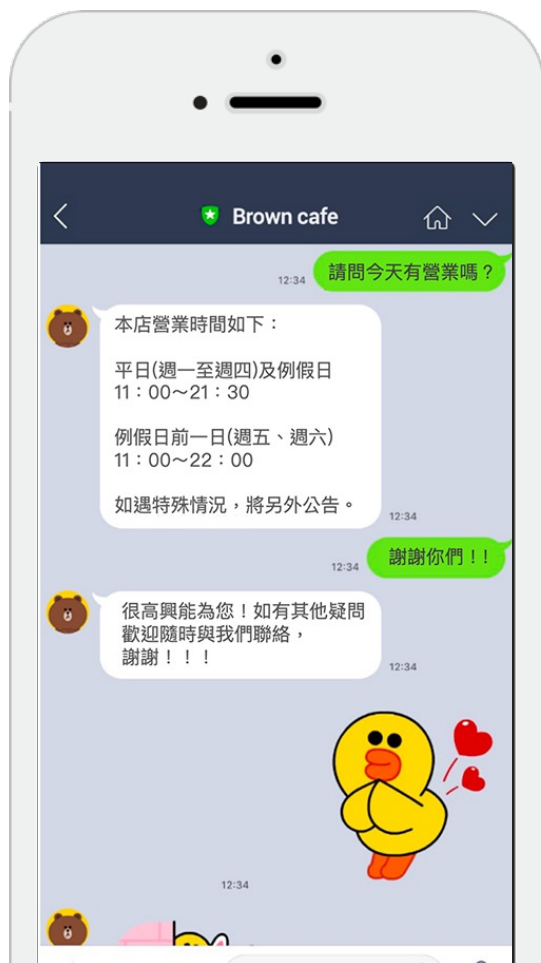 Brown cafe
請問今天有營業嗎？
12:34
本店營業時間如下：
平日(週一至週四)及例假日
11：00～21：30
例假日前一日(週五、週六)
11：00～22：00
如遇特殊情況，將另外公告。
12:34
謝謝你們！！
12:34
很高興能為您！如有其他疑問
歡迎隨時與我們聯絡，
謝謝！！！
12:34
12:34